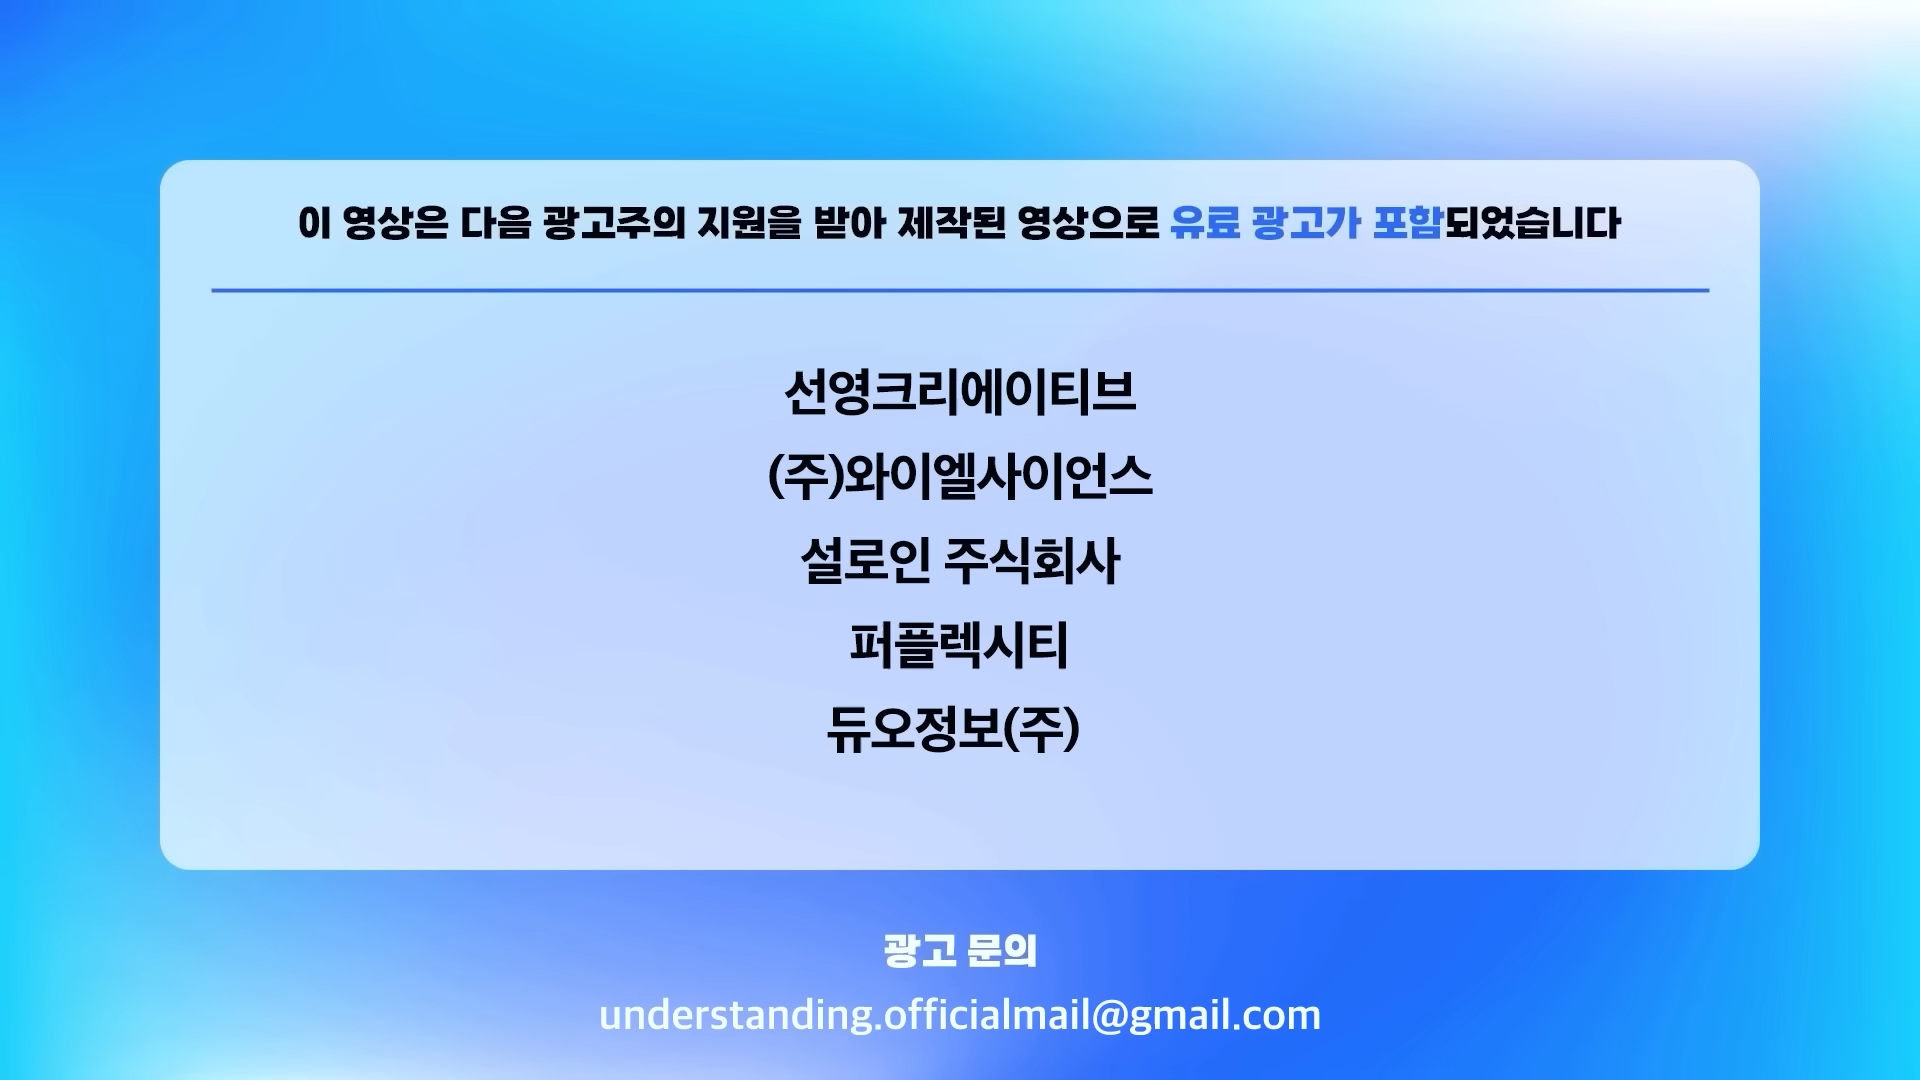 이 영상은 다음 광고주의 지원을 받아 제작된 영상으로 유료 광고가 포함되었습니다
선영크리에이티브
(주)와이엘사이언스
설로인 주식회사
퍼플렉시티
듀오정보(주)
광고 문의
understanding.officialmail@gmail.com